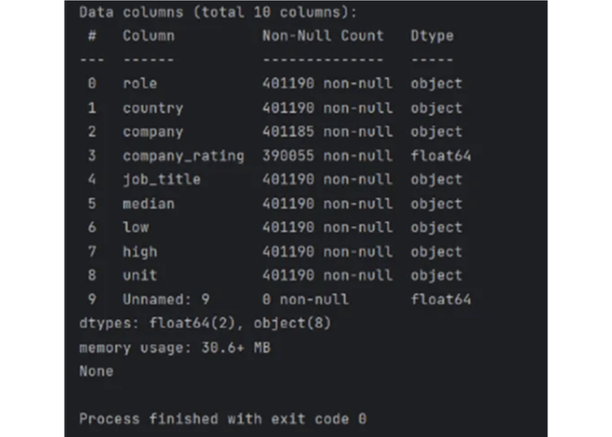 Data columns (total 10 columns):
 #   Column          Non-Null Count   Dtype
---  ------          --------------   -----
 0   role            401190 non-null  object
 1   country         401190 non-null  object
 2   company         401185 non-null  object
 3   company_rating  390055 non-null  float64
 4   job_title       401190 non-null  object
 5   median          401190 non-null  object
 6   low             401190 non-null  object
 7   high            401190 non-null  object
 8   unit            401190 non-null  object
 9   Unnamed: 9      0 non-null       float64
dtypes: float64(2), object(8)
memory usage: 30.6+ MB
None
Process finished with exit code 0